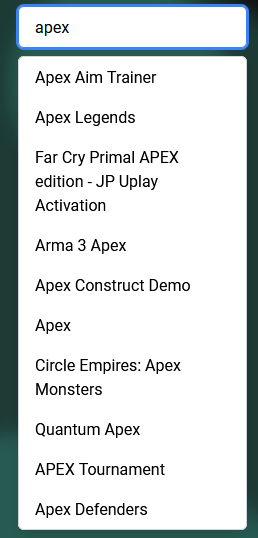 apex
Apex Aim Trainer
Apex Legends
Far Cry Primal APEX
edition - JP Uplay
Activation
Arma 3 Apex
Apex Construct Demo
Apex
Circle Empires: Apex
Monsters
Quantum Apex
APEX Tournament
Apex Defenders